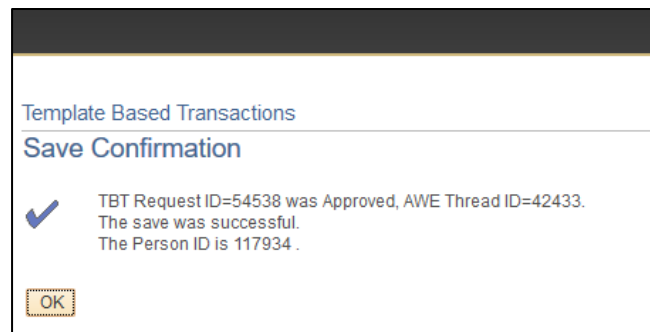 Template Based Transactions
Save Confirmation
TBT Request ID=54538 was Approved, AWE Thread ID=42433.
The save was successful.
The Person ID is 117934 .
OK